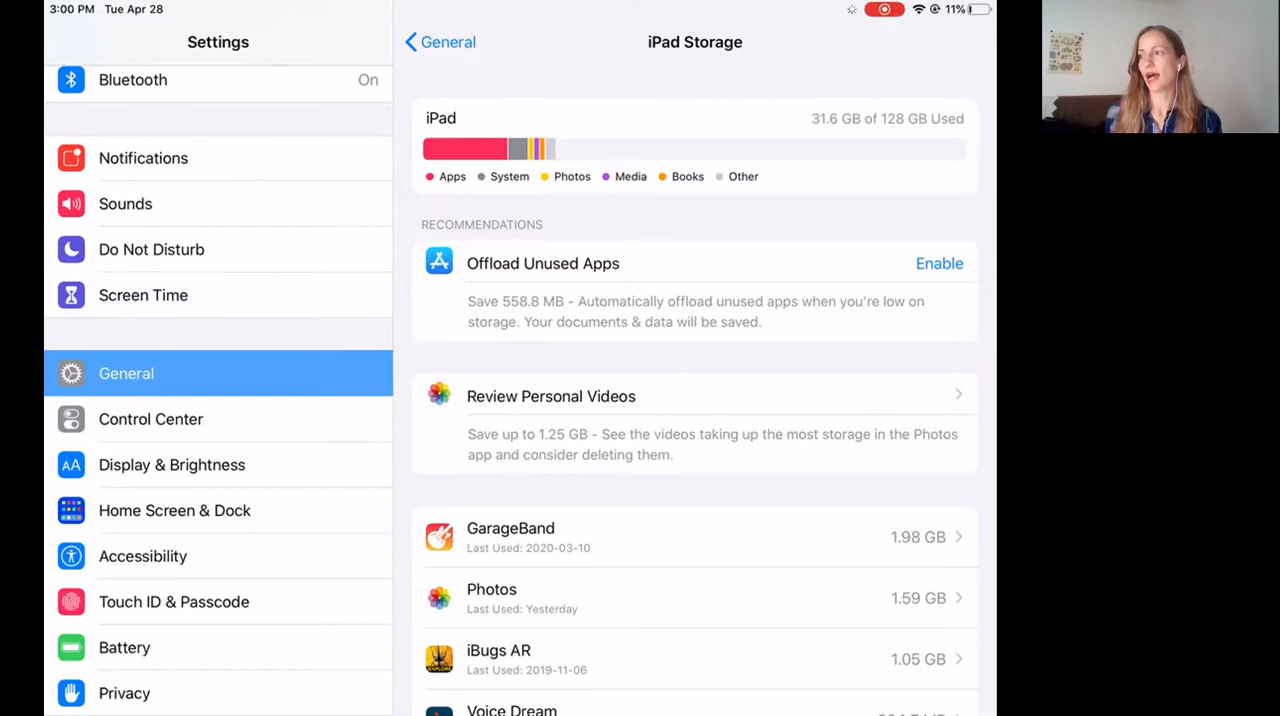 3:00 PM Tue Apr 28
11%
Settings
General
iPad Storage
Bluetooth
On
Notifications
Sounds
Do Not Disturb
Screen Time
General
Control Center
Display & Brightness
AA
Home Screen & Dock
Accessibility
Touch ID & Passcode
Battery
Privacy
iPad
31.6 GB of 128 GB Used
Apps System Photos Media Books Other
RECOMMENDATIONS
Offload Unused Apps
Enable
Save 558.8 MB - Automatically offload unused apps when you're low on
storage. Your documents & data will be saved.
Review Personal Videos
Save up to 1.25 GB - See the videos taking up the most storage in the Photos
app and consider deleting them.
GarageBand
Last Used: 2020-03-10
1.98 GB
Photos
Last Used: Yesterday
1.59 GB
iBugs AR
Last Used: 2019-11-06
1.05 GB
EXPLORE
Voice Dream